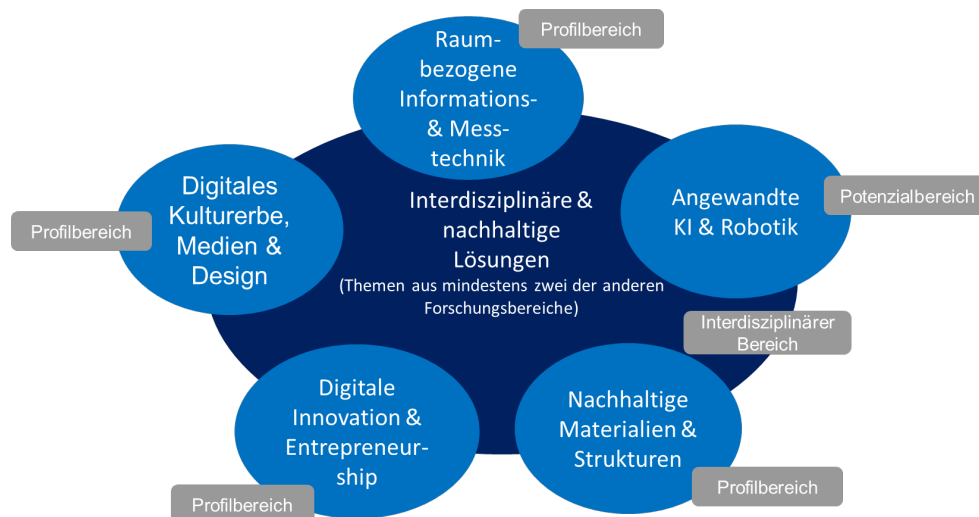 Profilbereich
Raum-
bezogene
Informations-
& Mess-
technik
Digitales
Kulturerbe,
Medien &
Design
Profilbereich
Interdisziplinäre &
nachhaltige
Lösungen
(Themen aus mindestens zwei der anderen
Forschungsbereiche)
Angewandte
KI & Robotik
Potenzialbereich
Interdisziplinärer
Bereich
Digitale
Innovation &
Entrepreneur-
ship
Profilbereich
Nachhaltige
Materialien &
Strukturen
Profilbereich